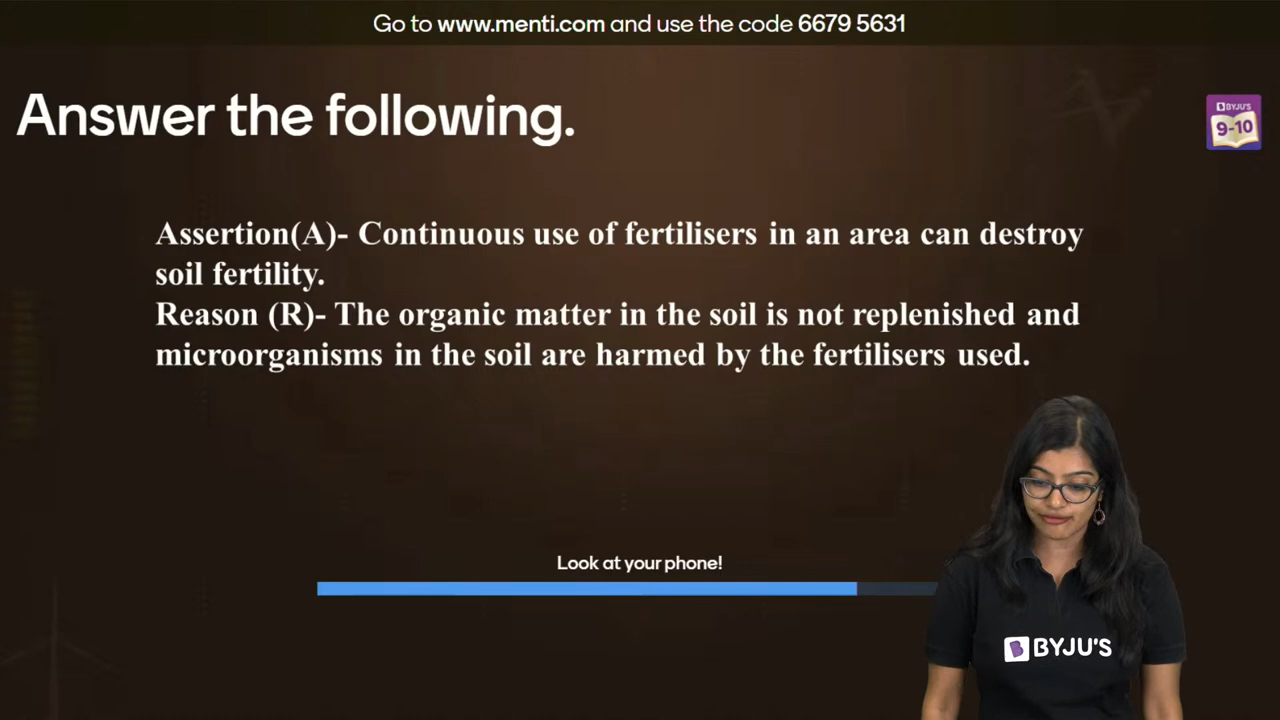 Go to www.menti.com and use the code 6679 5631
Answer the following.
BYJU'S
9-10
Assertion(A)- Continuous use of fertilisers in an area can destroy
soil fertility.
Reason (R)- The organic matter in the soil is not replenished and
microorganisms in the soil are harmed by the fertilisers used.
Look at your phone!
BYJU'S